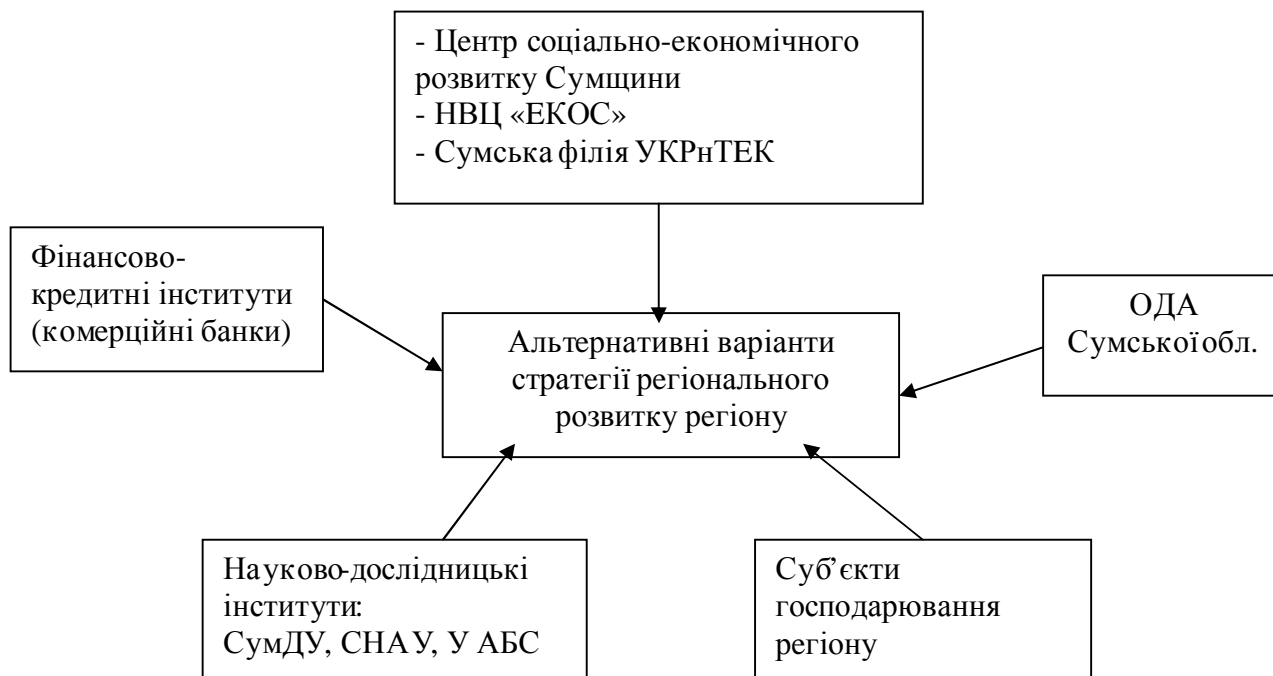 - Центр соціально-економічного
розвитку Сумщини
- НВЦ «ЕКОС»
- Сумська філія УКРнТЕК
Фінансово-
кредитні інститути
(комерційні банки)
ОДА
Сумської обл.
Альтернативні варіанти
стратегії регіонального
розвитку регіону
Науково-дослідницькі
інститути:
СумДУ, СНАУ, У АБС
Суб’єкти
господарювання
регіону